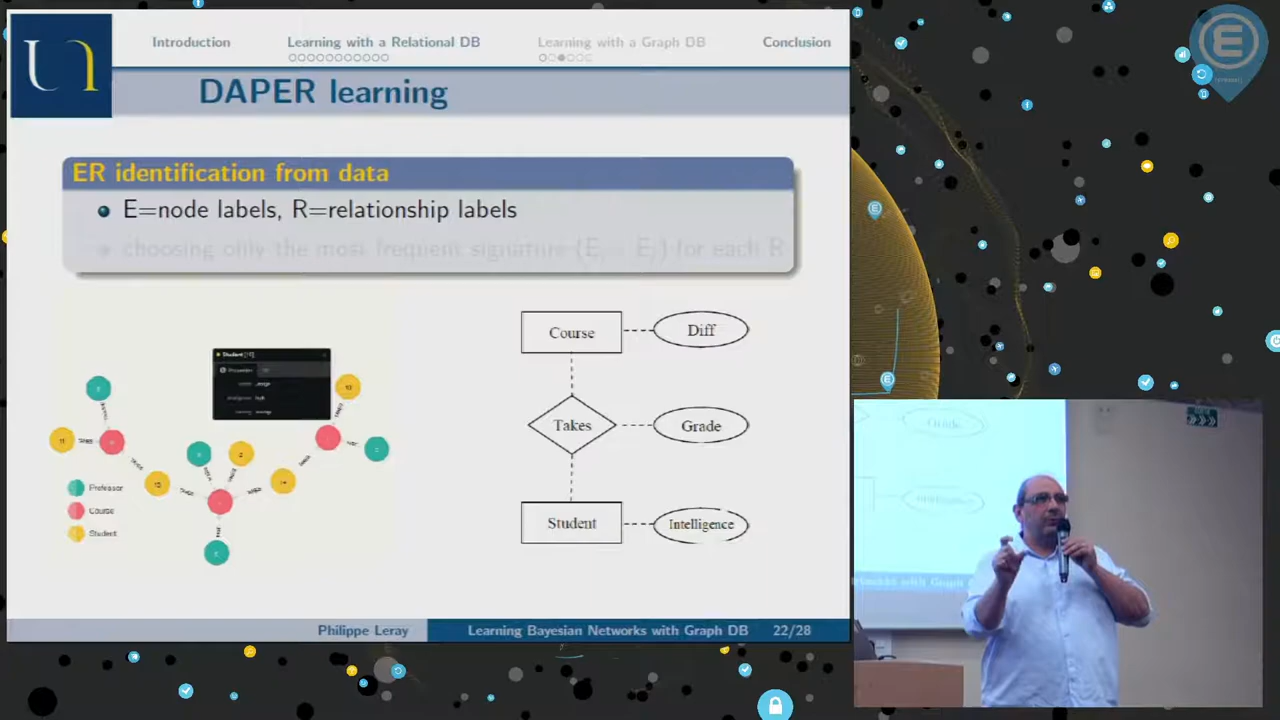 Introduction
Learning with a Relational DB
Learning with a Graph DB
Conclusion
DAPER learning
ER identification from data
E=node labels, R=relationship labels
choosing only the most frequent signature (Ei − Ej) for each R
Student
Professor
Course
Student
Course
Diff
Takes
Grade
Student
Intelligence
Philippe Leray
Learning Bayesian Networks with Graph DB
22/28
Grade